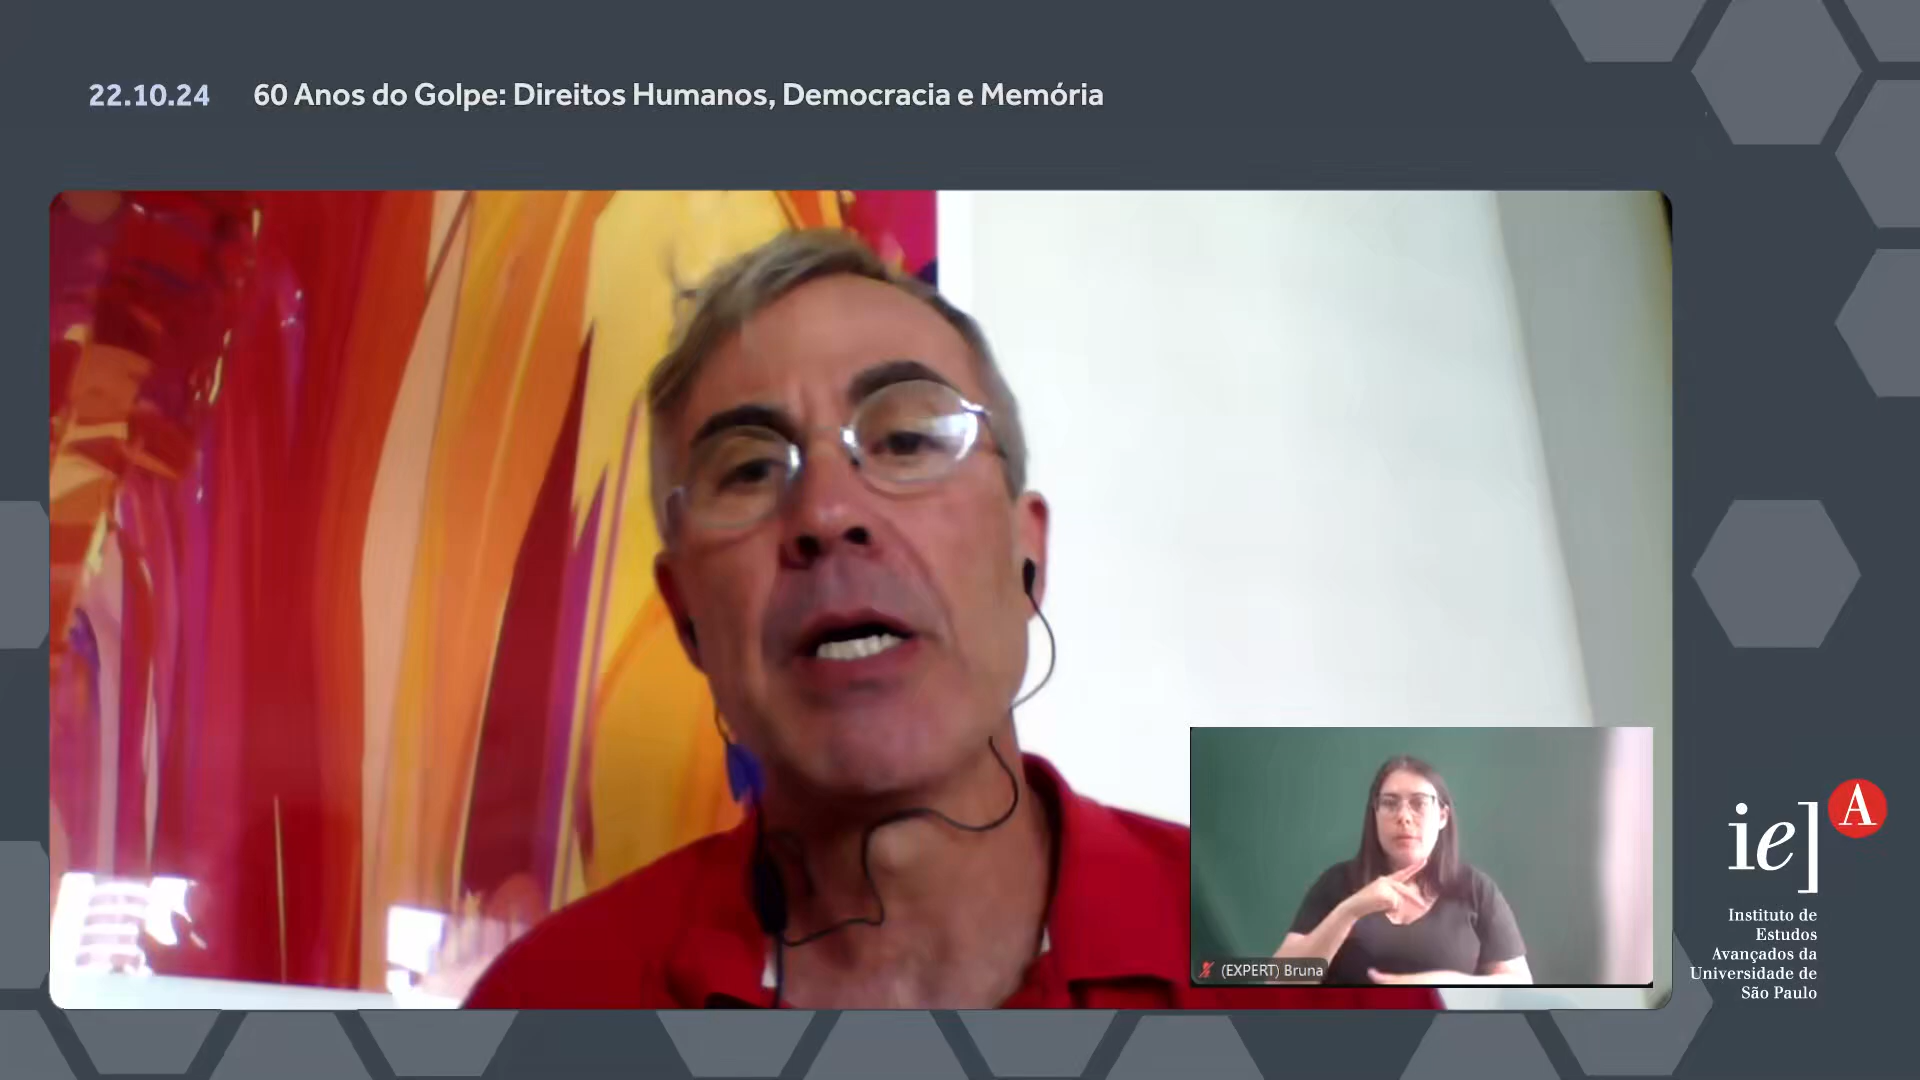 22.10.24 60 Anos do Golpe: Direitos Humanos, Democracia e Memória
(EXPERT) Bruna
ie] A
Instituto de
Estudos
Avançados da
Universidade de
São Paulo